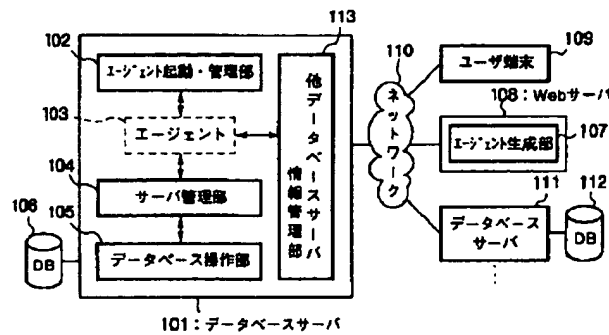 102
エージェント起動・管理部
103
エージェント
104
サーバ管理部
105
データベース操作部
106
DB
101：データベースサーバ
113
他データベースサーバ
情報管理部
110
ネットワーク
109
ユーザ端末
108：Webサーバ
エージェント生成部
107
111
データベース
サーバ
112
DB